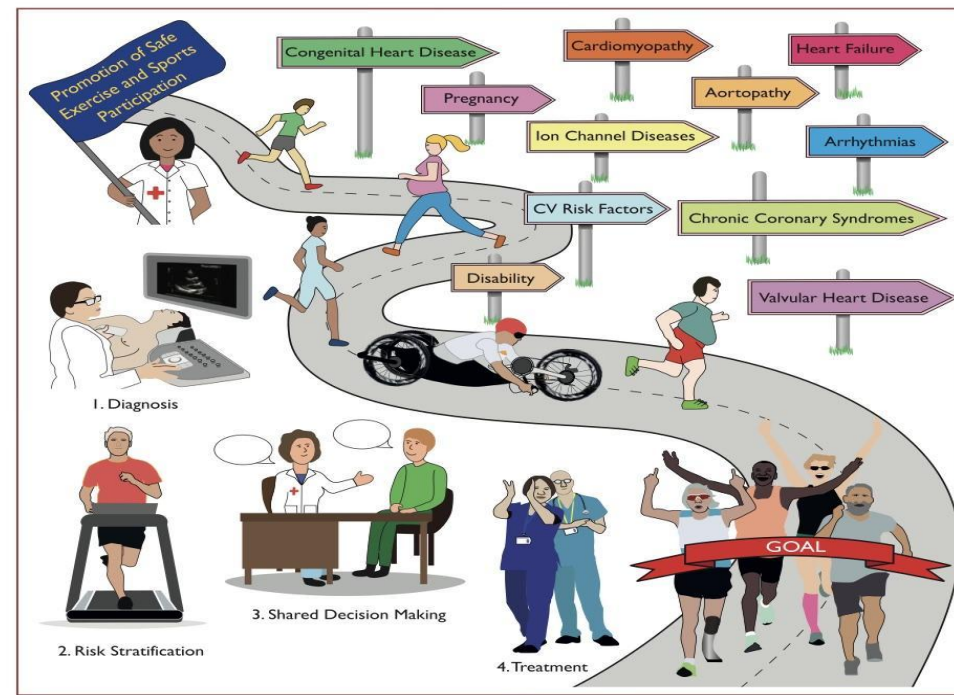 Promotion of Safe
Exercise and Sports
Participation
Congenital Heart Disease
Cardiomyopathy
Heart Failure
Pregnancy
Aortopathy
Ion Channel Diseases
Arrhythmias
CV Risk Factors
Chronic Coronary Syndromes
Disability
Valvular Heart Disease
1. Diagnosis
2. Risk Stratification
3. Shared Decision Making
4. Treatment
GOAL